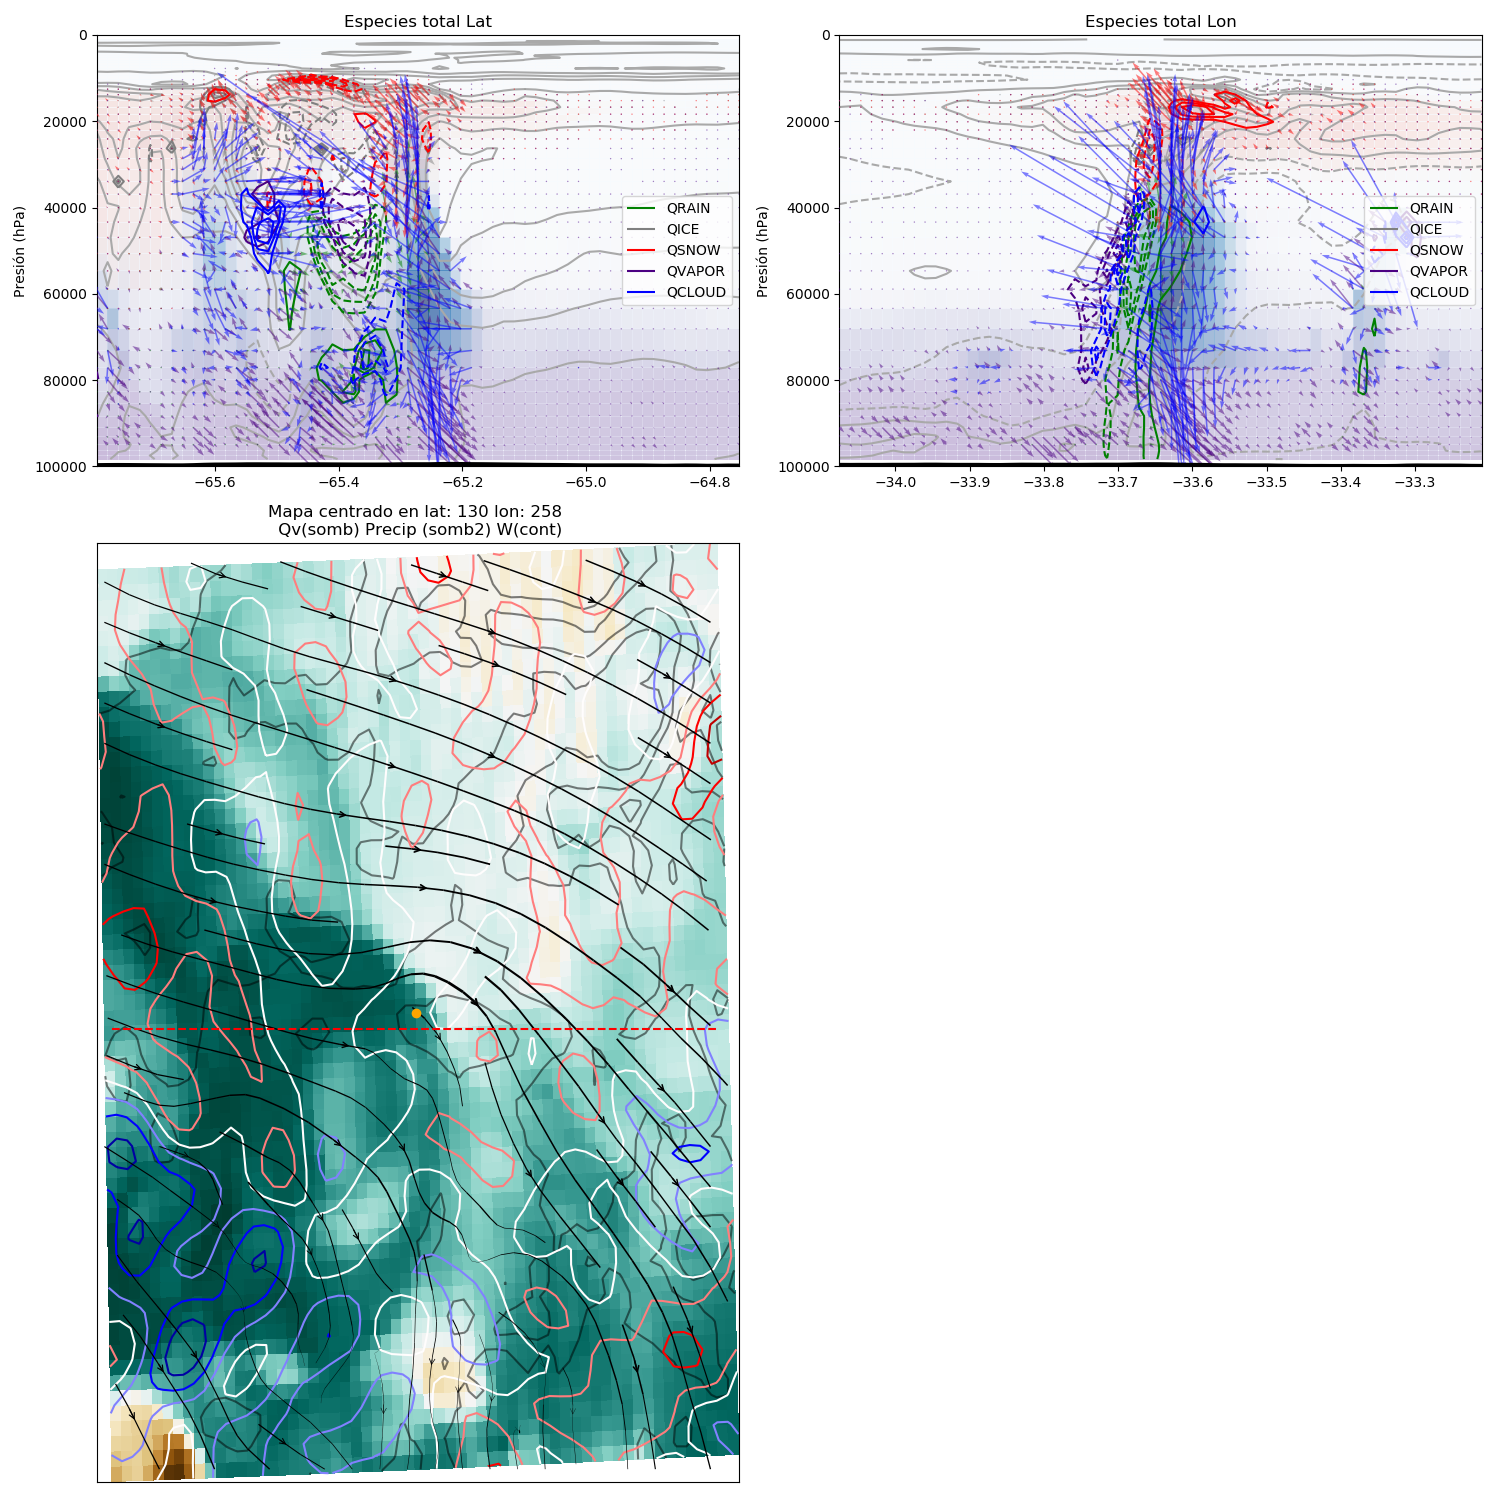 Especies total Lat
Presión (hPa)
0
20000
40000
60000
80000
100000
QRAIN
QICE
QSNOW
QVAPOR
QCLOUD
−65.6
−65.4
−65.2
−65.0
−64.8
Especies total Lon
Presión (hPa)
0
20000
40000
60000
80000
100000
QRAIN
QICE
QSNOW
QVAPOR
QCLOUD
−34.0
−33.9
−33.8
−33.7
−33.6
−33.5
−33.4
−33.3
Mapa centrado en lat: 130 lon: 258
Qv(somb) Precip (somb2) W(cont)